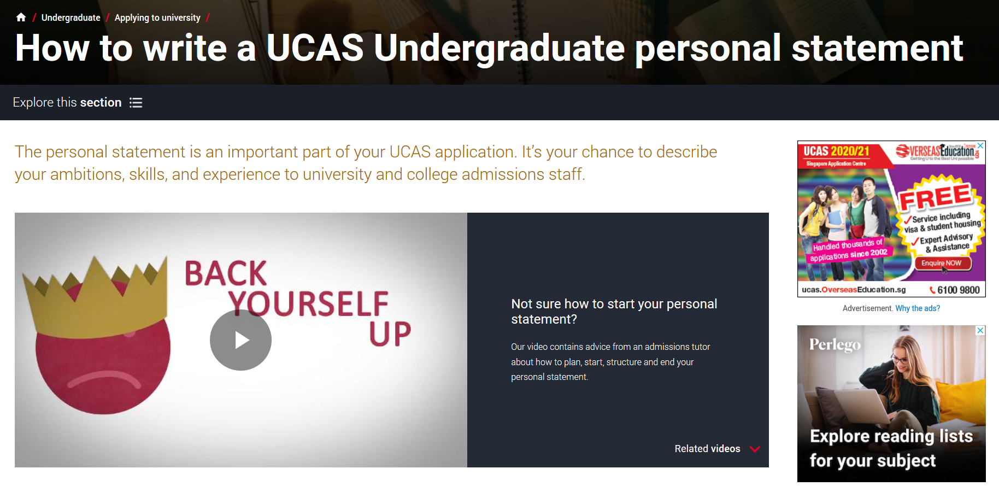 / Undergraduate / Applying to university /
How to write a UCAS Undergraduate personal statement
Explore this section
The personal statement is an important part of your UCAS application. It’s your chance to describe
your ambitions, skills, and experience to university and college admissions staff.
BACK
YOURSELF
UP
Not sure how to start your personal
statement?
Our video contains advice from an admissions tutor
about how to plan, start, structure and end your
personal statement.
Related videos
UCAS 2020/21
Singapore Application Centre
OVERSEASEducation.sg
Getting U to the Best Uni possible
FREE
Service including
visa & student housing
Expert Advisory
& Assistance
Handled thousands of
applications since 2002
Enquire NOW
ucas.OverseasEducation.sg
6100 9800
Advertisement. Why the ads?
Perlego
Explore reading lists
for your subject